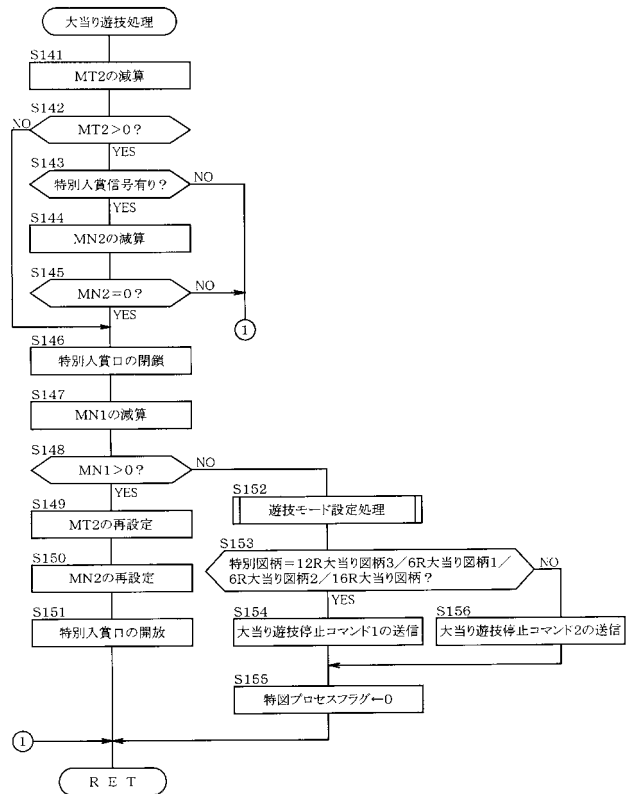 大当り遊技処理
S141
MT2の減算
S142
NO
MT2>0?
YES
S143
特別入賞信号有り?
NO
YES
S144
MN2の減算
S145
MN2=0?
NO
YES
1
S146
特別入賞口の閉鎖
S147
MN1の減算
S148
MN1>0?
NO
YES
S149
MT2の再設定
S150
MN2の再設定
S151
特別入賞口の開放
S152
遊技モード設定処理
S153
特別図柄=12R大当り図柄3/6R大当り図柄1/
6R大当り図柄2/16R大当り図柄?
NO
YES
S154
大当り遊技停止コマンド1の送信
S156
大当り遊技停止コマンド2の送信
S155
特図プロセスフラグ←0
1
RET